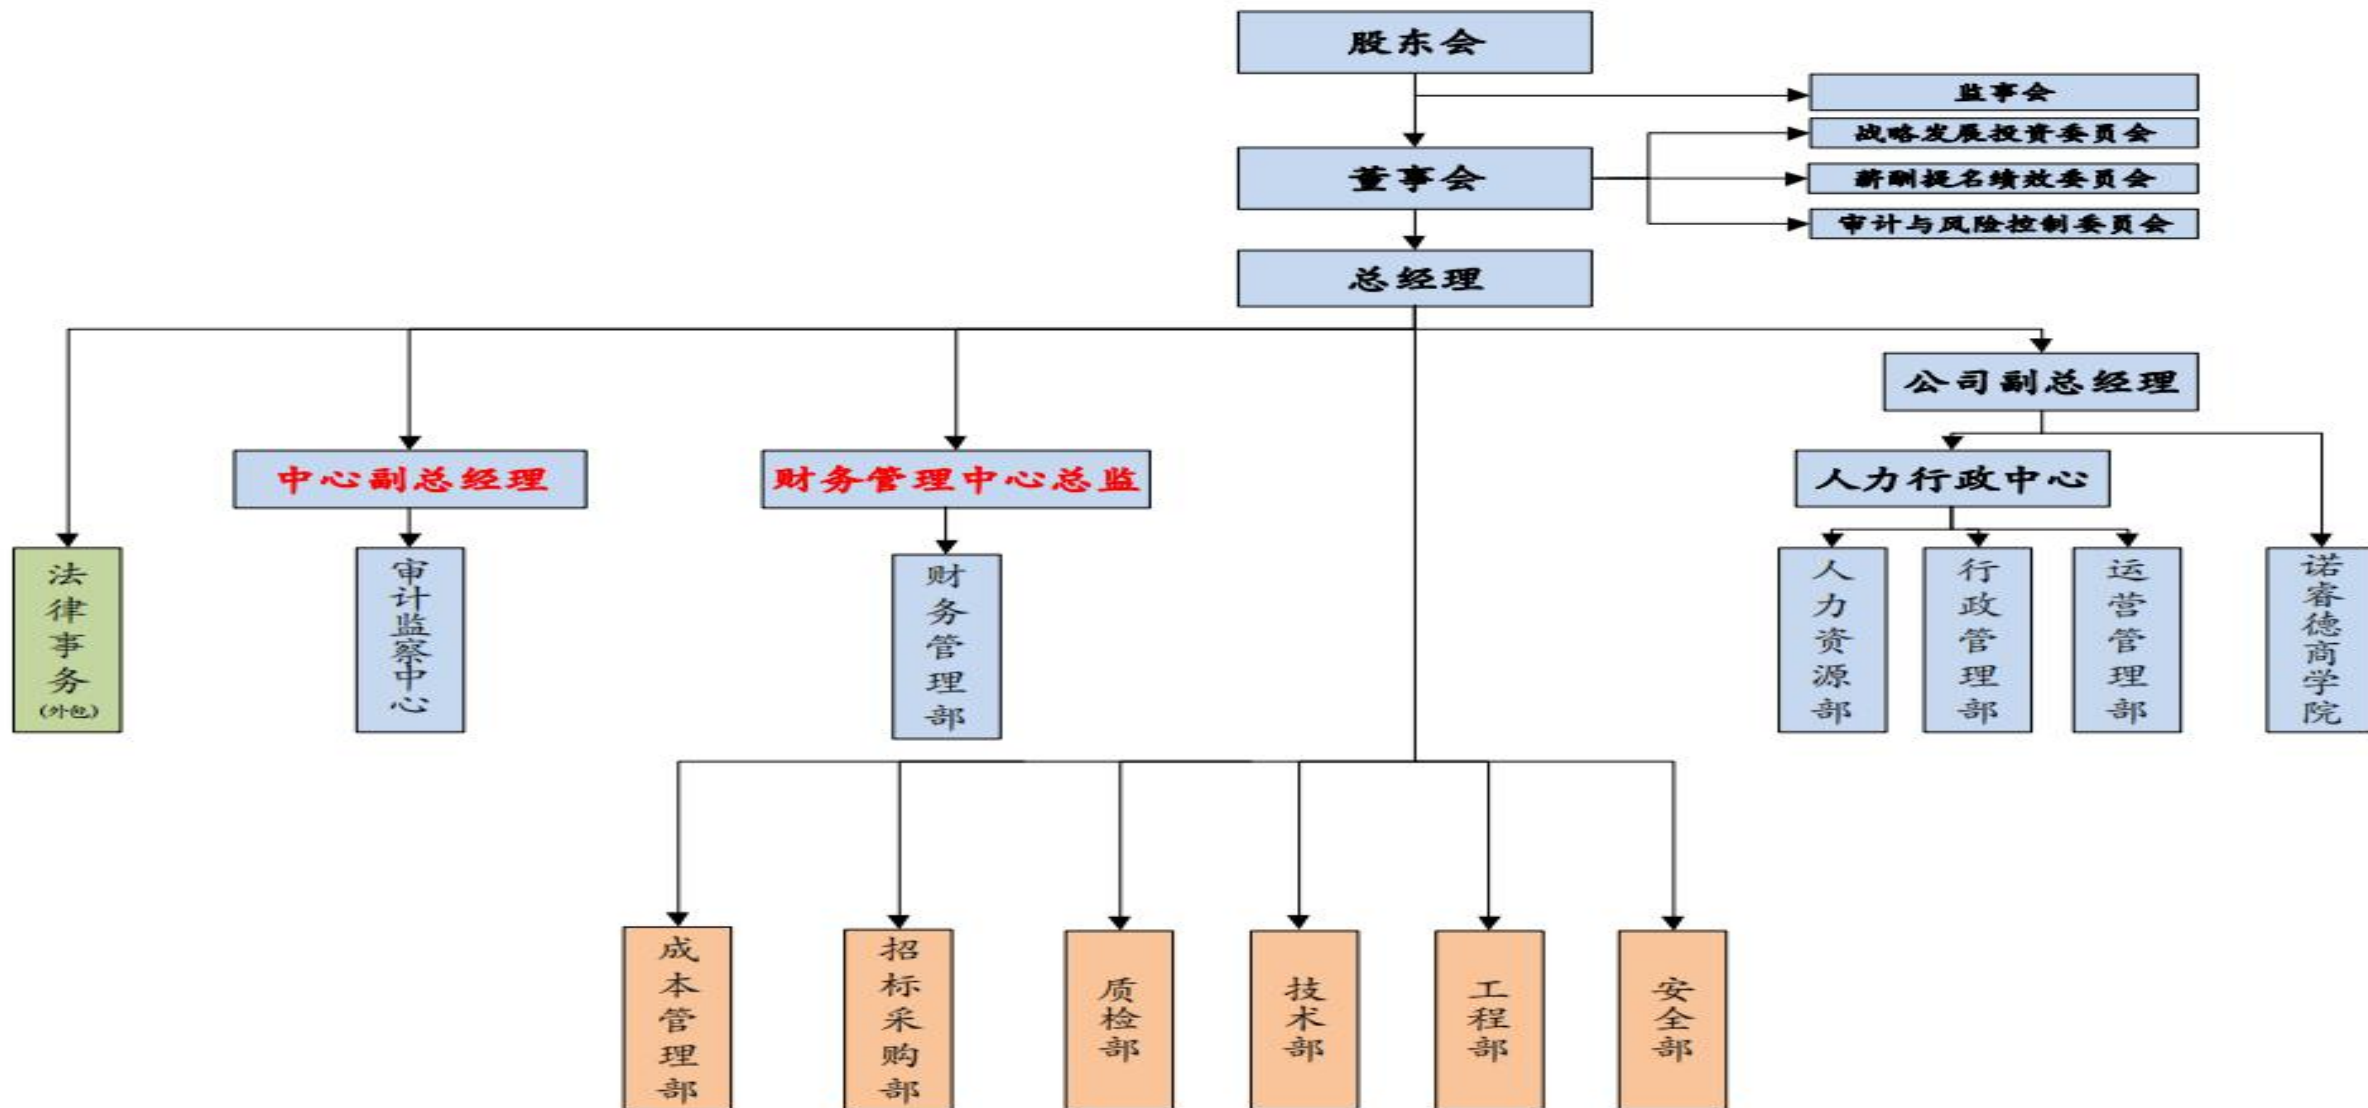 股东会
监事会
战略发展投资委员会
董事会
薪酬提名绩效委员会
审计与风险控制委员会
总经理
公司副总经理
中心副总经理
财务管理中心总监
人力行政中心
法律事务
(外包)
审计监察中心
财务管理部
人力资源部
行政管理部
运营管理部
诺睿德商学院
成本管理部
招标采购部
质检部
技术部
工程部
安全部